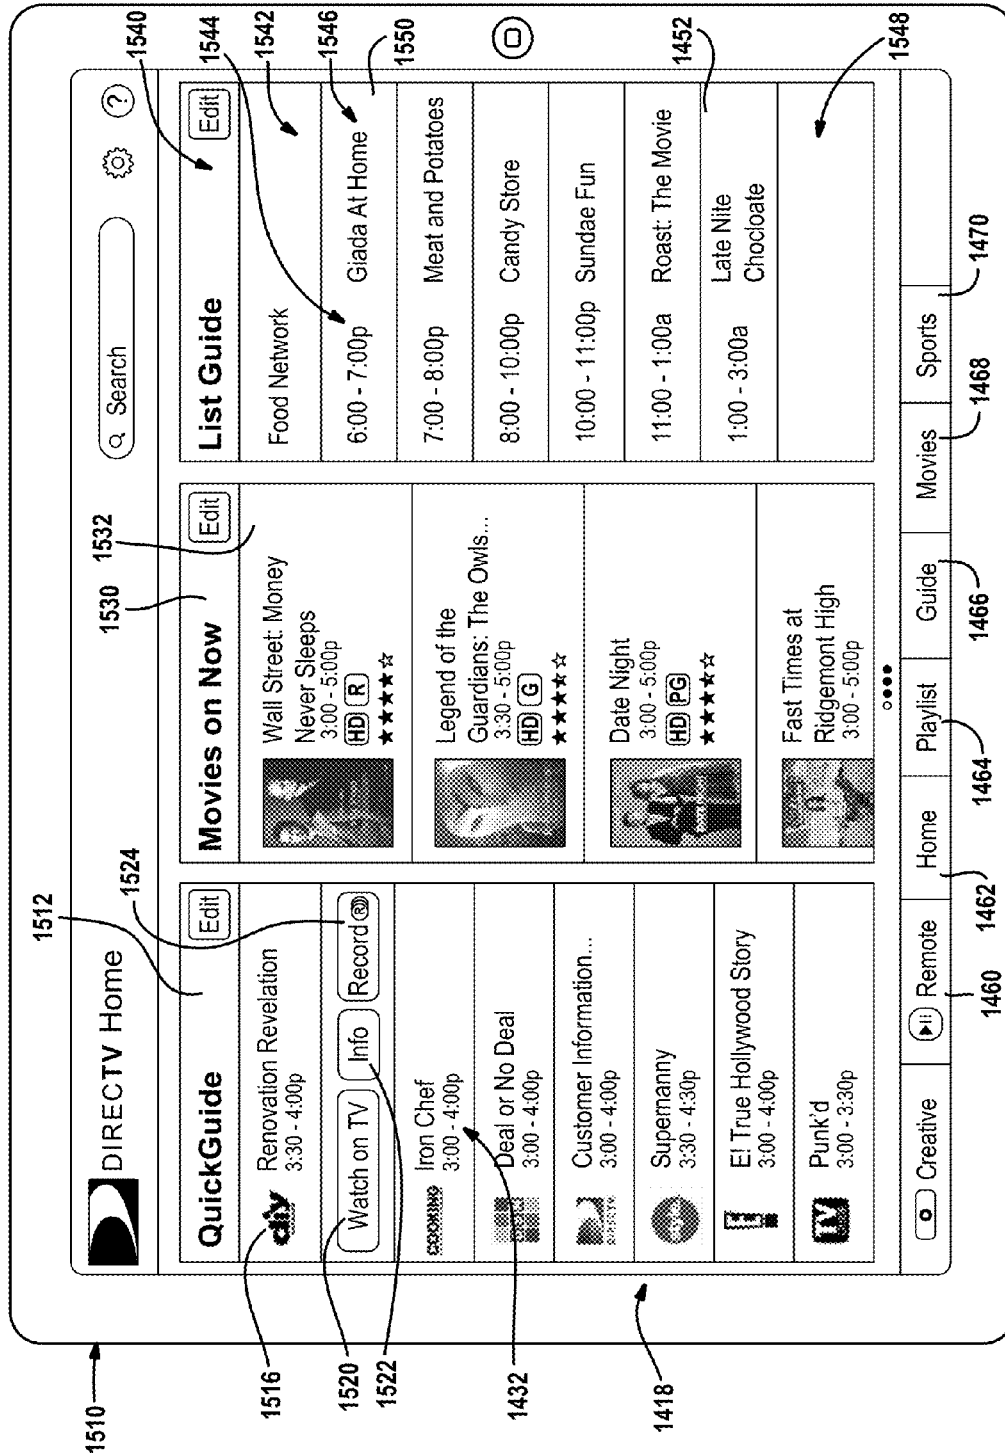 DIRECTV Home
Search
?
QuickGuide
Edit
diy
Renovation Revelation
3:30 - 4:00p
Watch on TV
Info
Record ®
COOKING
Iron Chef
3:00 - 4:00p
Deal or No Deal
3:00 - 4:00p
Customer Information...
3:00 - 4:00p
Supernanny
3:30 - 4:30p
E! True Hollywood Story
3:00 - 4:00p
Punk'd
3:00 - 3:30p
Movies on Now
Edit
Wall Street: Money
Never Sleeps
3:00 - 5:00p
HD R
★★★★☆
Legend of the
Guardians: The Owls...
3:30 - 5:00p
HD G
★★★★☆
Date Night
3:00 - 5:00p
HD PG
★★★★☆
Fast Times at
Ridgemont High
3:00 - 5:00p
List Guide
Edit
Food Network
6:00 - 7:00p Giada At Home
7:00 - 8:00p Meat and Potatoes
8:00 - 10:00p Candy Store
10:00 - 11:00p Sundae Fun
11:00 - 1:00a Roast: The Movie
1:00 - 3:00a Late Nite
Chocloate
Creative
Remote
Home
Playlist
Guide
Movies
Sports
1510
1512
1524
1530
1532
1540
1544
1542
1546
1550
1452
1548
1516
1520
1522
1432
1418
1460
1462
1464
1466
1468
1470